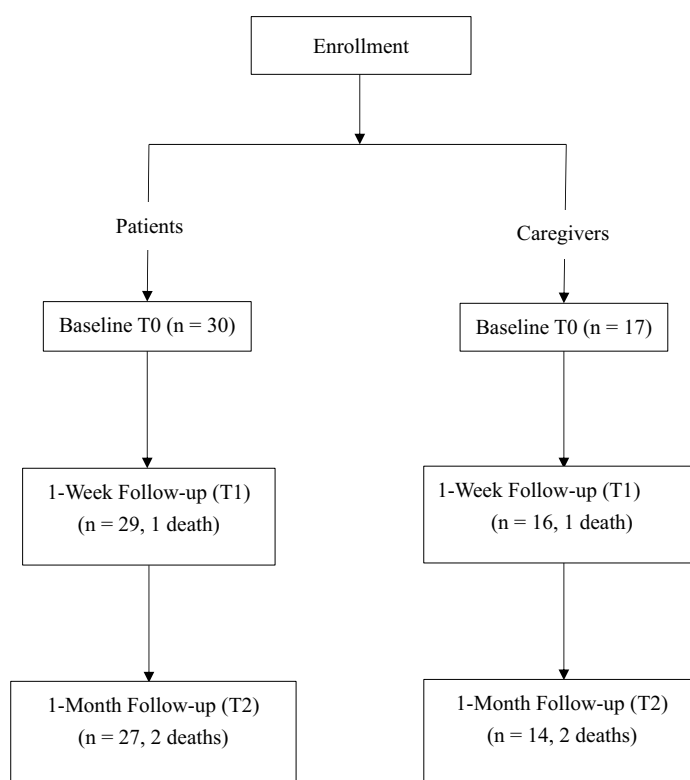 Enrollment
Patients
Caregivers
Baseline T0 (n = 30)
Baseline T0 (n = 17)
1-Week Follow-up (T1)
(n = 29, 1 death)
1-Week Follow-up (T1)
(n = 16, 1 death)
1-Month Follow-up (T2)
(n = 27, 2 deaths)
1-Month Follow-up (T2)
(n = 14, 2 deaths)